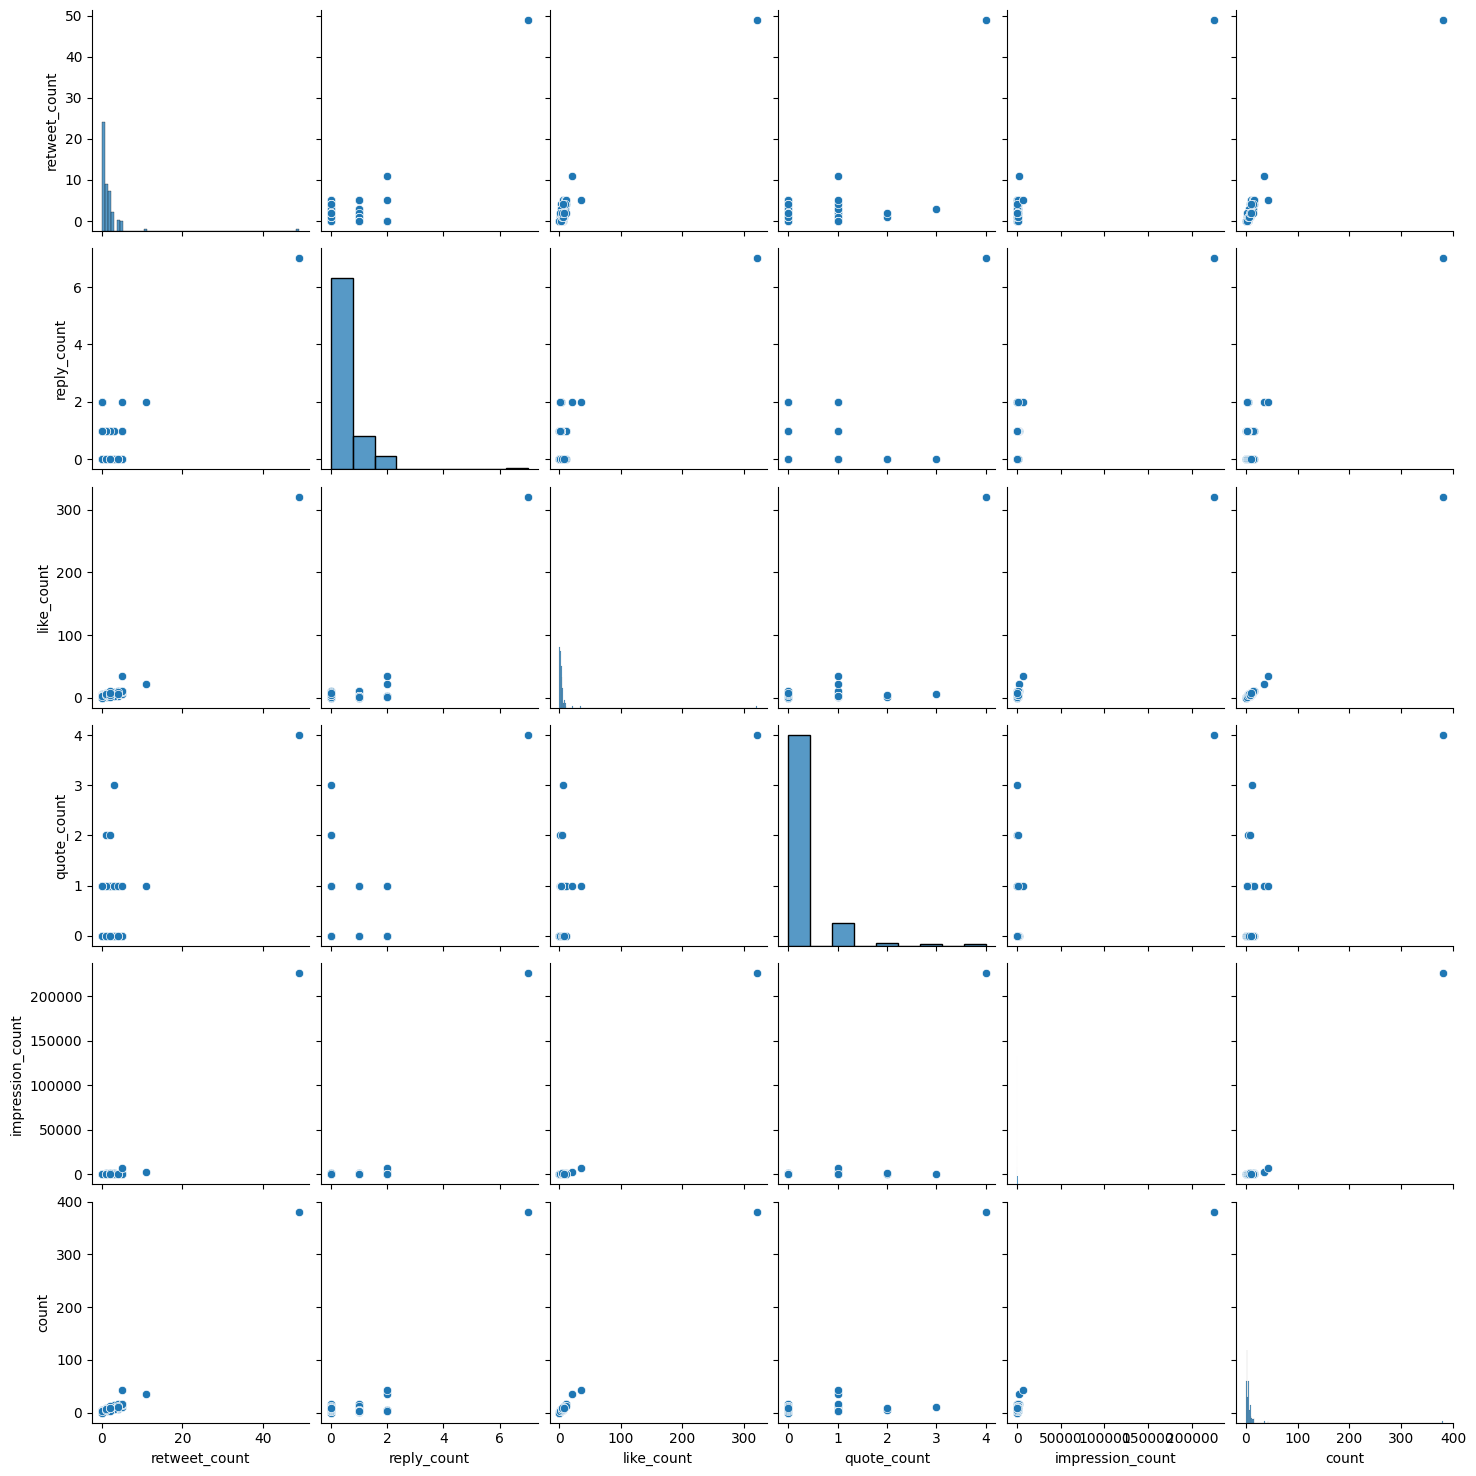 50
40
30
20
10
0
retweet_count
6
4
2
0
reply_count
300
200
100
0
like_count
4
3
2
1
0
quote_count
200000
150000
100000
50000
0
impression_count
400
300
200
100
0
count
0 20 40
0 2 4 6
0 100 200 300
0 1 2 3 4
0 50000 100000 150000 200000
0 100 200 300 400
retweet_count reply_count like_count quote_count impression_count count